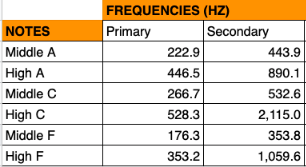 FREQUENCIES (HZ)
NOTES Primary Secondary
Middle A 222.9 443.9
High A 446.5 890.1
Middle C 266.7 532.6
High C 528.3 2,115.0
Middle F 176.3 353.8
High F 353.2 1,059.6